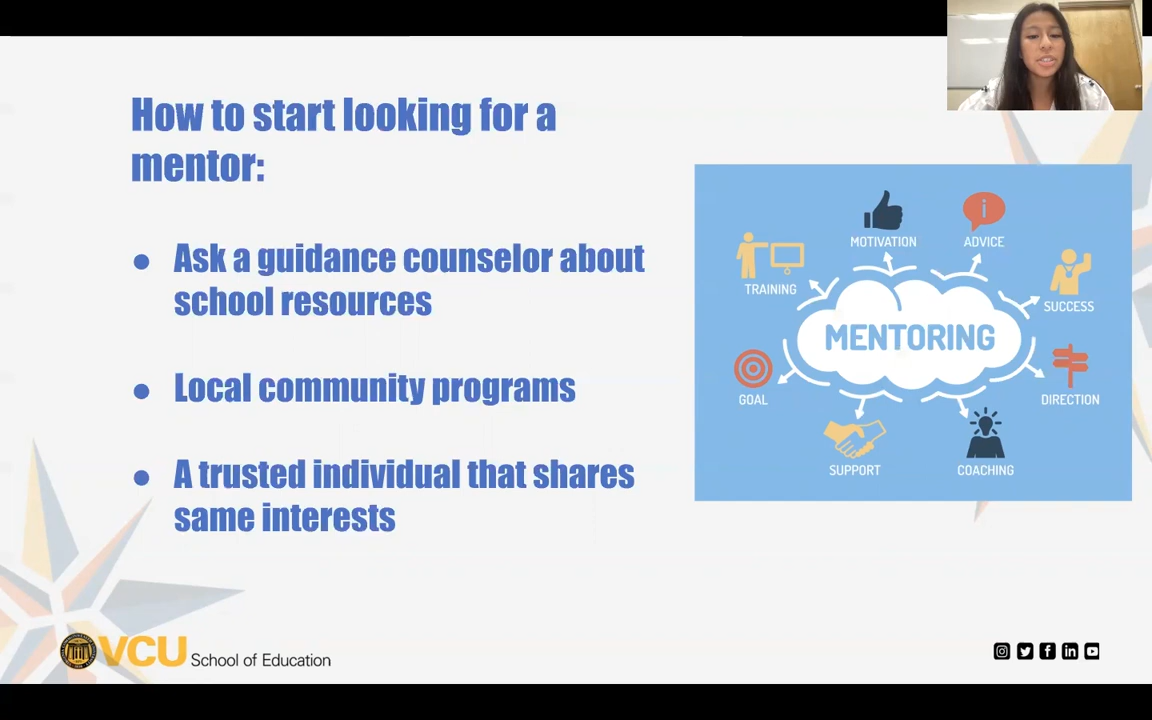 How to start looking for a
mentor:
● Ask a guidance counselor about
school resources
● Local community programs
● A trusted individual that shares
same interests
MOTIVATION
ADVICE
TRAINING
SUCCESS
MENTORING
GOAL
DIRECTION
SUPPORT
COACHING
VCU School of Education